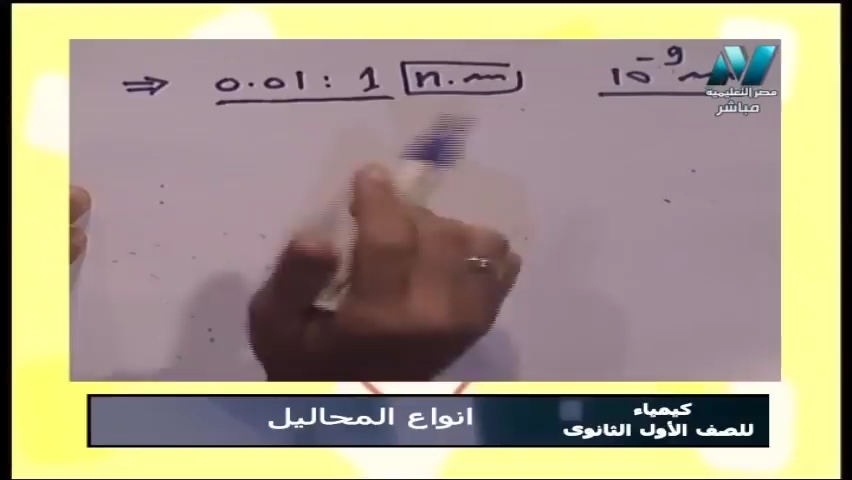 ⇒ 0.01 : 1 n.m 10⁻⁹ m
مصر التعليمية
مباشر
كيمياء
للصف الأول الثانوى
انواع المحاليل